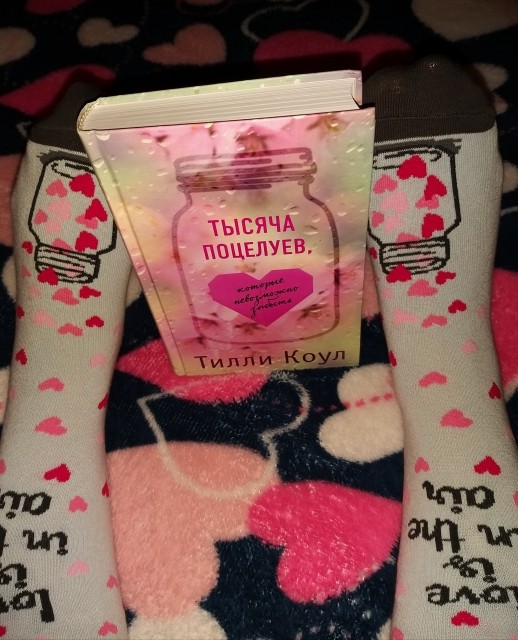 ТЫСЯЧА
ПОЦЕЛУЕВ,
которые
невозможно
забыть
Тилли Коул
love
is
in the
air
love
is
in the
air